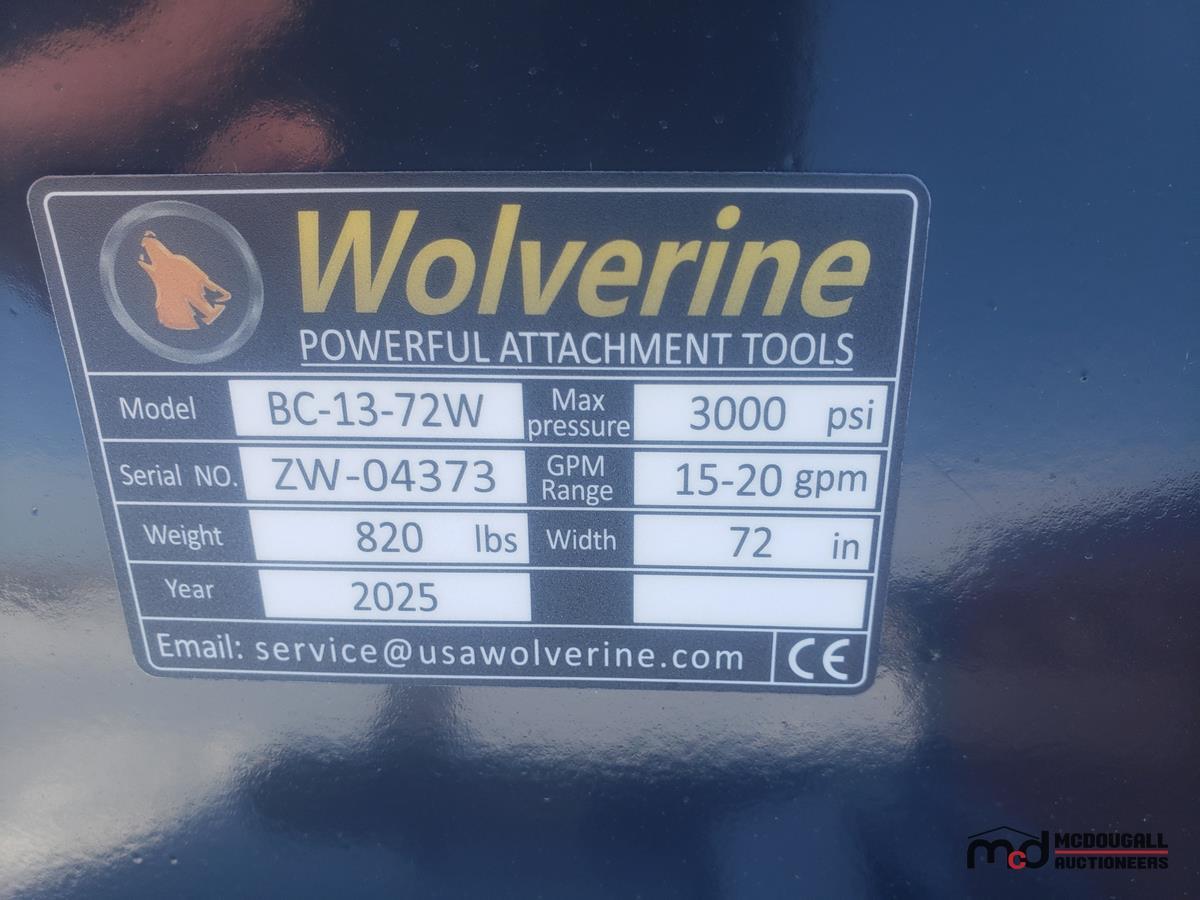 Wolverine
POWERFUL ATTACHMENT TOOLS
Model BC-13-72W Max pressure 3000 psi
Serial NO. ZW-04373 GPM Range 15-20 gpm
Weight 820 lbs Width 72 in
Year 2025
Email: service@usawolverine.com CE
mcd MCDOUGALL
AUCTIONEERS